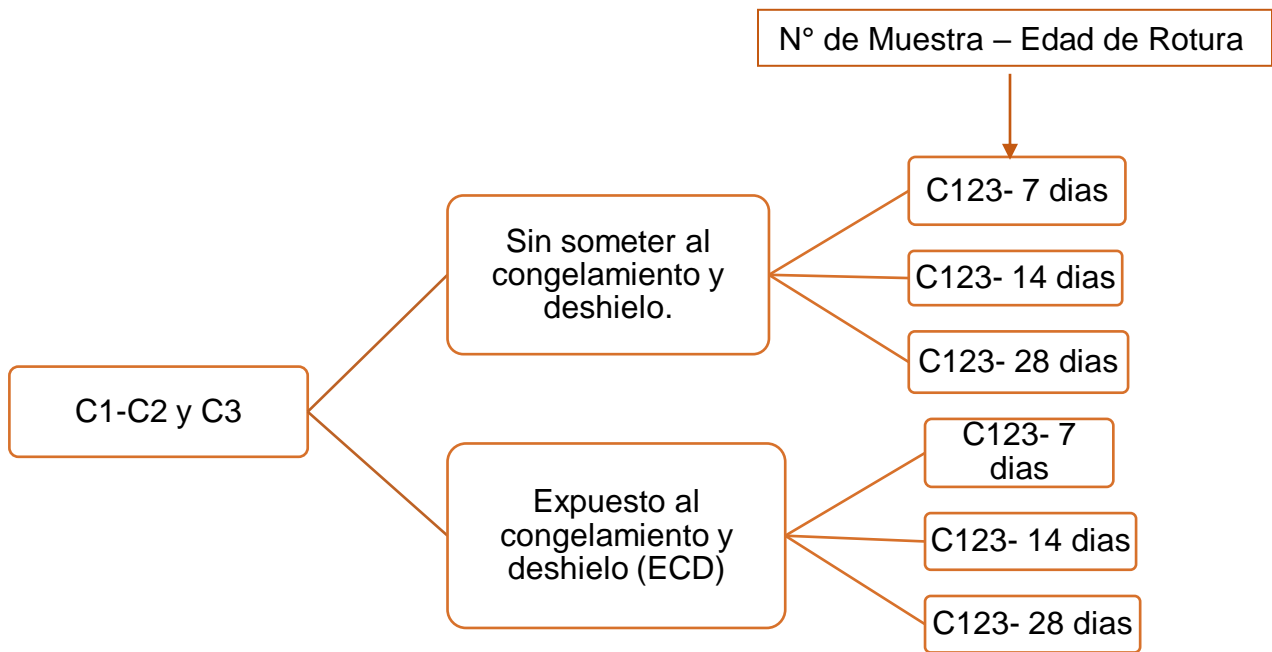 N° de Muestra – Edad de Rotura
C123- 7 dias
Sin someter al
congelamiento y
deshielo.
C123- 14 dias
C123- 28 dias
C1-C2 y C3
C123- 7
dias
Expuesto al
congelamiento y
deshielo (ECD)
C123- 14 dias
C123- 28 dias